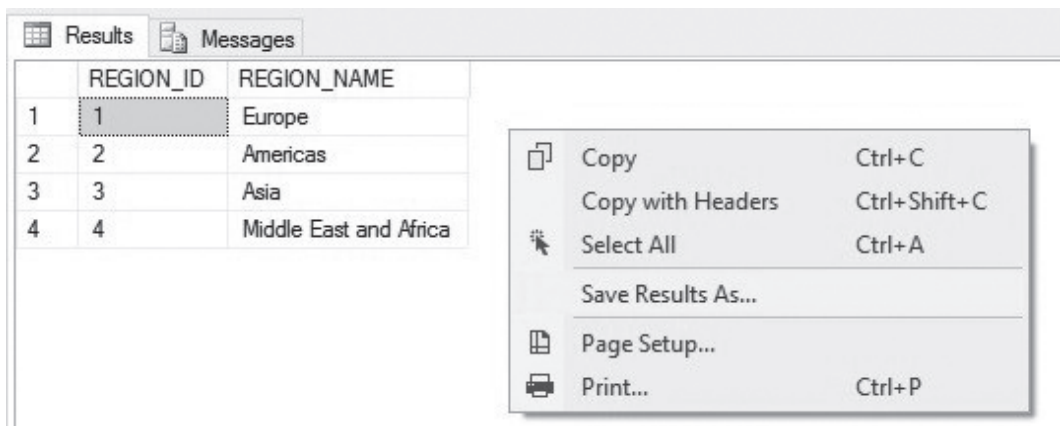 Results Messages
REGION_ID REGION_NAME
1 1 Europe
2 2 Americas
3 3 Asia
4 4 Middle East and Africa
Copy Ctrl+C
Copy with Headers Ctrl+Shift+C
Select All Ctrl+A
Save Results As...
Page Setup...
Print... Ctrl+P